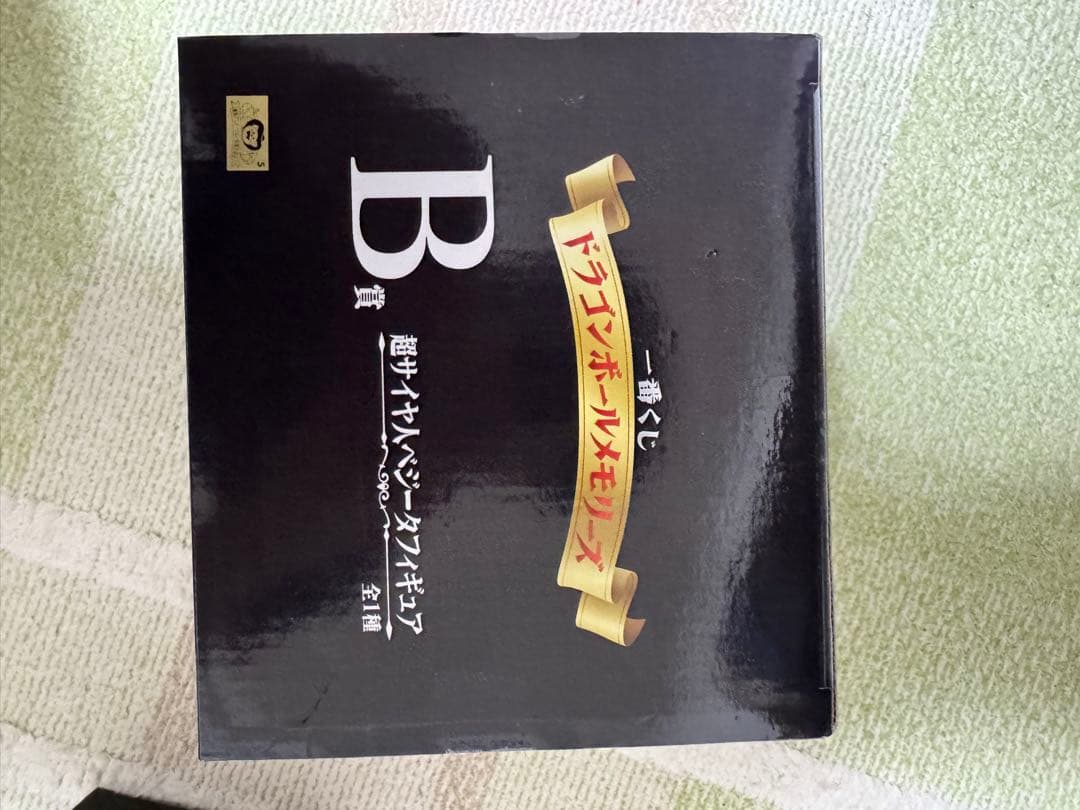 一番くじ
ドラゴンボールメモリーズ
B賞
超サイヤ人ベジータフィギュア
全1種